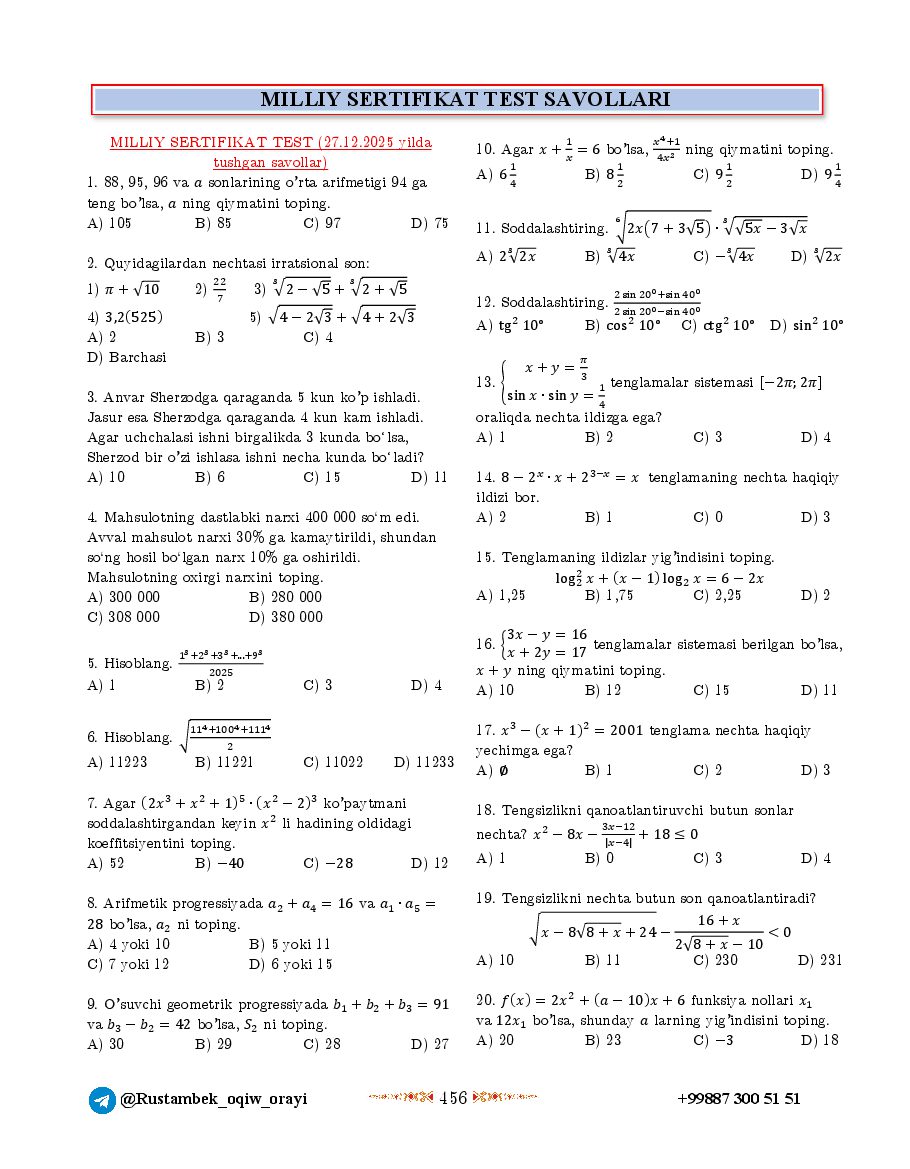 MILLIY SERTIFIKAT TEST SAVOLLARI
MILLIY SERTIFIKAT TEST (27.12.2025 yilda
tushgan savollar)
1. 88, 95, 96 va a sonlarining o'rta arifmetigi 94 ga
teng bo'lsa, a ning qiymatini toping.
A) 105 B) 85 C) 97 D) 75
2. Quyidagilardan nechtasi irratsional son:
1) π + √10 2) 22/7 3) ³√(2 − √5) + ³√(2 + √5)
4) 3,2(525) 5) √(4 − 2√3) + √(4 + 2√3)
A) 2 B) 3 C) 4
D) Barchasi
3. Anvar Sherzodga qaraganda 5 kun ko'p ishladi.
Jasur esa Sherzodga qaraganda 4 kun kam ishladi.
Agar uchchalasi ishni birgalikda 3 kunda bo'lsa,
Sherzod bir o'zi ishlasa ishni necha kunda bo'ladi?
A) 10 B) 6 C) 15 D) 11
4. Mahsulotning dastlabki narxi 400 000 so'm edi.
Avval mahsulot narxi 30% ga kamaytirildi, shundan
so'ng hosil bo'lgan narx 10% ga oshirildi.
Mahsulotning oxirgi narxini toping.
A) 300 000 B) 280 000
C) 308 000 D) 380 000
5. Hisoblang. (1³+2³+3³+...+9³)/2025
A) 1 B) 2 C) 3 D) 4
6. Hisoblang. √((11⁴+100⁴+111⁴)/2)
A) 11223 B) 11221 C) 11022 D) 11233
7. Agar (2x³ + x² + 1)⁵ · (x² − 2)³ ko'paytmani
soddalashtirgandan keyin x² li hadining oldidagi
koeffitsiyentini toping.
A) 52 B) −40 C) −28 D) 12
8. Arifmetik progressiyada a₂ + a₄ = 16 va a₁ · a₅ =
28 bo'lsa, a₂ ni toping.
A) 4 yoki 10 B) 5 yoki 11
C) 7 yoki 12 D) 6 yoki 15
9. O'suvchi geometrik progressiyada b₁ + b₂ + b₃ = 91
va b₃ − b₂ = 42 bo'lsa, S₂ ni toping.
A) 30 B) 29 C) 28 D) 27
10. Agar x + 1/x = 6 bo'lsa, (x⁴+1)/(4x²) ning qiymatini toping.
A) 6 1/4 B) 8 1/2 C) 9 1/2 D) 9 1/4
11. Soddalashtiring. ⁶√(2x(7 + 3√5)) · ³√(√(5x) − 3√x)
A) 2³√(2x) B) ³√(4x) C) −³√(4x) D) ³√(2x)
12. Soddalashtiring. (2 sin 20⁰+sin 40⁰)/(2 sin 20⁰−sin 40⁰)
A) tg² 10° B) cos² 10° C) ctg² 10° D) sin² 10°
13. { x + y = π/3
sin x · sin y = 1/4 tenglamalar sistemasi [−2π; 2π]
oraliqda nechta ildizga ega?
A) 1 B) 2 C) 3 D) 4
14. 8 − 2ˣ · x + 2³⁻ˣ = x tenglamaning nechta haqiqiy
ildizi bor.
A) 2 B) 1 C) 0 D) 3
15. Tenglamaning ildizlar yig'indisini toping.
log₂² x + (x − 1) log₂ x = 6 − 2x
A) 1,25 B) 1,75 C) 2,25 D) 2
16. { 3x − y = 16
x + 2y = 17 tenglamalar sistemasi berilgan bo'lsa,
x + y ning qiymatini toping.
A) 10 B) 12 C) 15 D) 11
17. x³ − (x + 1)² = 2001 tenglama nechta haqiqiy
yechimga ega?
A) ∅ B) 1 C) 2 D) 3
18. Tengsizlikni qanoatlantiruvchi butun sonlar
nechta? x² − 8x − (3x−12)/|x−4| + 18 ≤ 0
A) 1 B) 0 C) 3 D) 4
19. Tengsizlikni nechta butun son qanoatlantiradi?
√(x − 8√(8 + x) + 24) − (16 + x)/(2√(8 + x) − 10) < 0
A) 10 B) 11 C) 230 D) 231
20. f(x) = 2x² + (a − 10)x + 6 funksiya nollari x₁
va 12x₁ bo'lsa, shunday a larning yig'indisini toping.
A) 20 B) 23 C) −3 D) 18
@Rustambek_oqiw_orayi 456 +99887 300 51 51